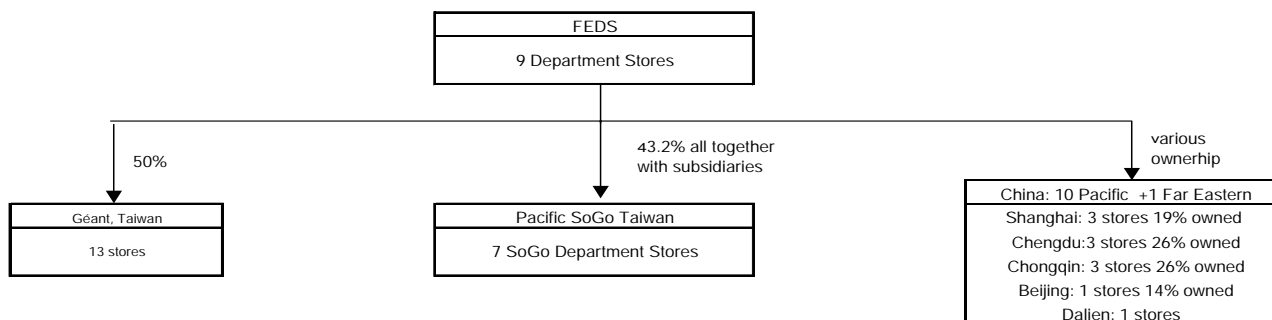 FEDS
9 Department Stores
50%
43.2% all together
with subsidiaries
various
ownerhip
Géant, Taiwan
13 stores
Pacific SoGo Taiwan
7 SoGo Department Stores
China: 10 Pacific +1 Far Eastern
Shanghai: 3 stores 19% owned
Chengdu:3 stores 26% owned
Chongqin: 3 stores 26% owned
Beijing: 1 stores 14% owned
Dalien: 1 stores